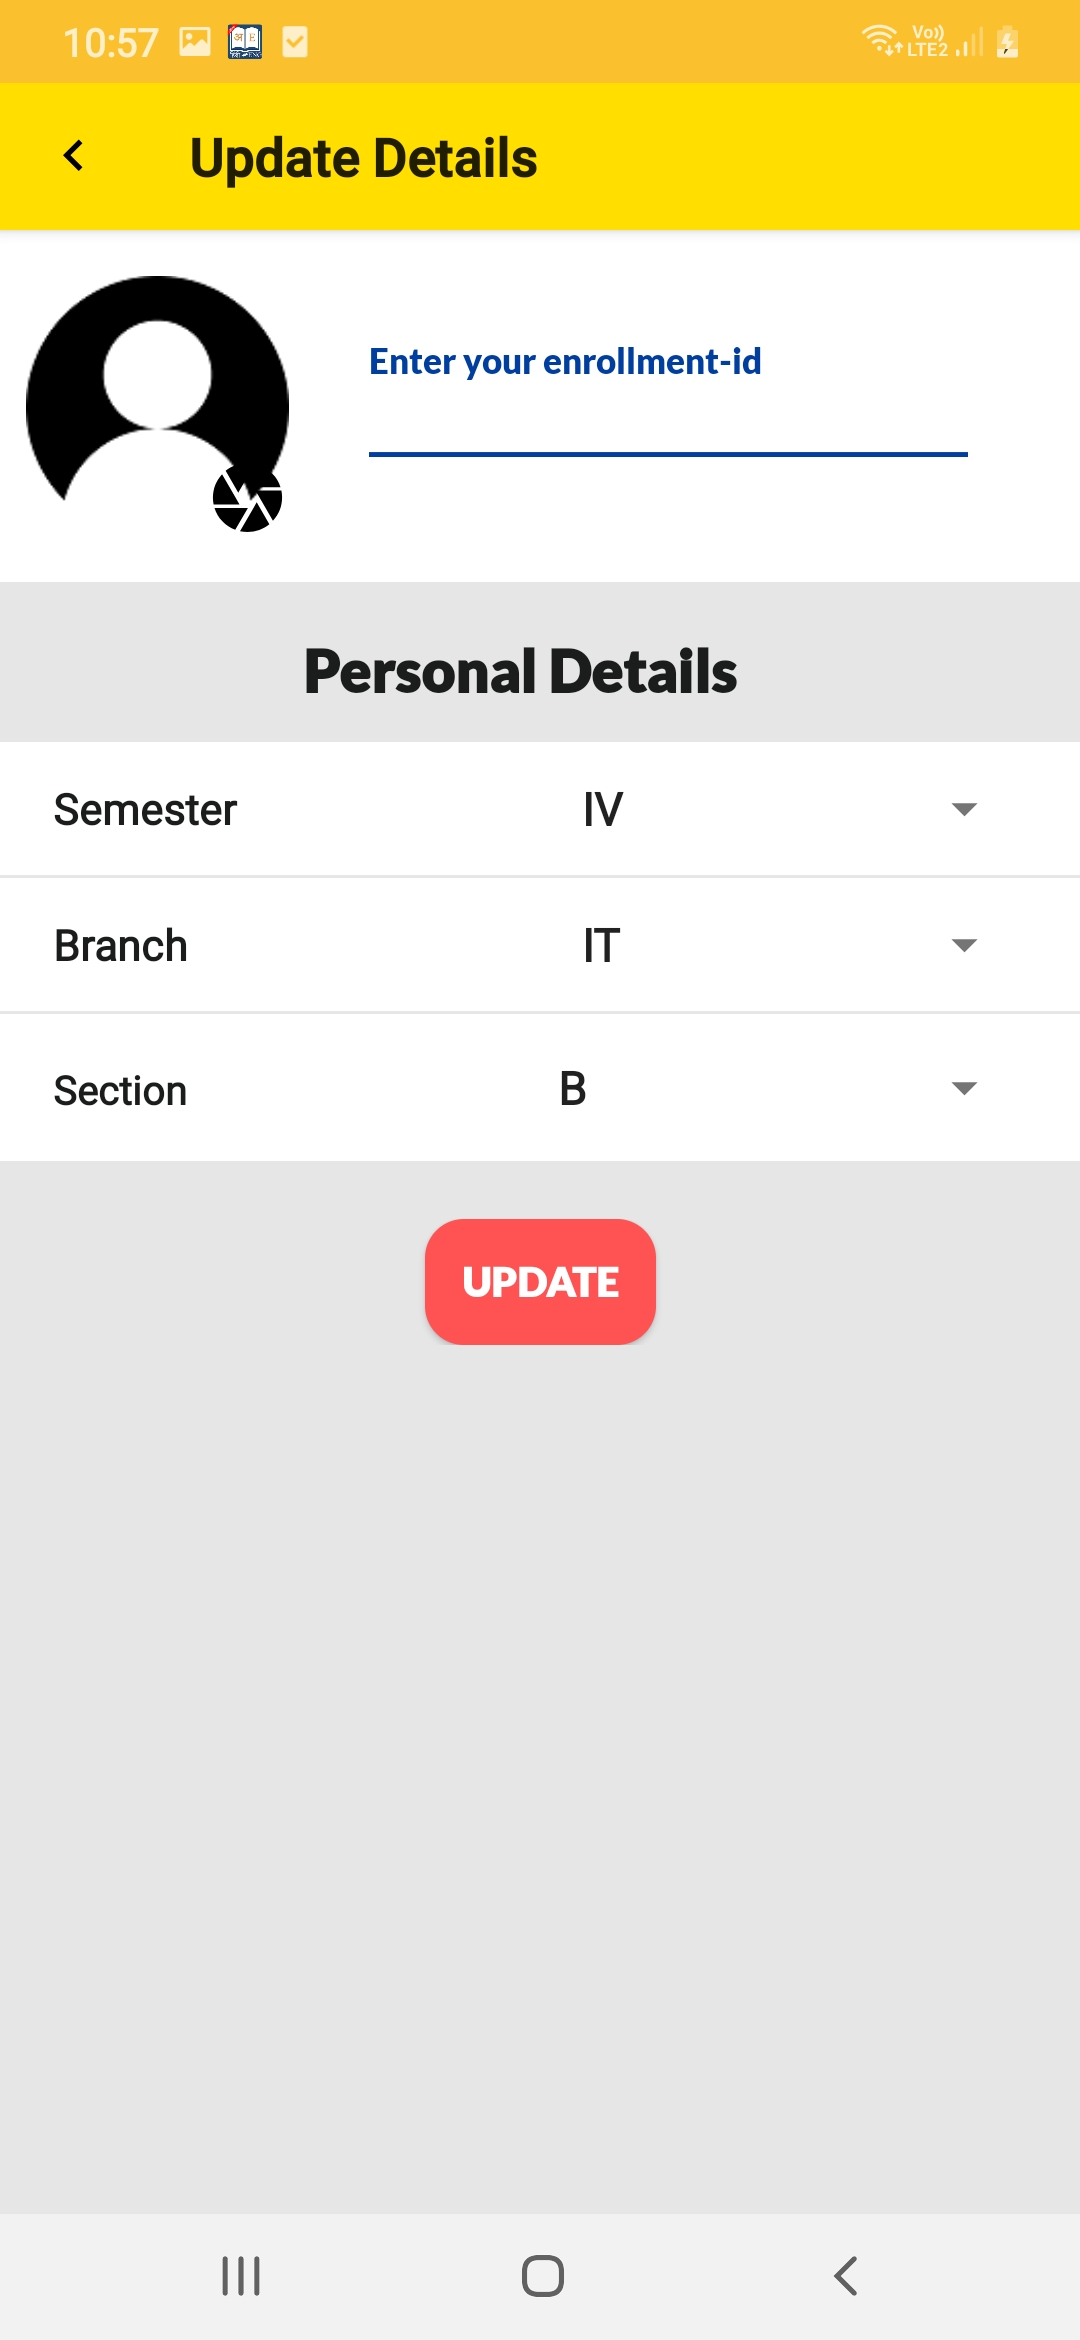 10:57
Vo))
LTE2
Update Details
Enter your enrollment-id
Personal Details
Semester IV
Branch IT
Section B
UPDATE